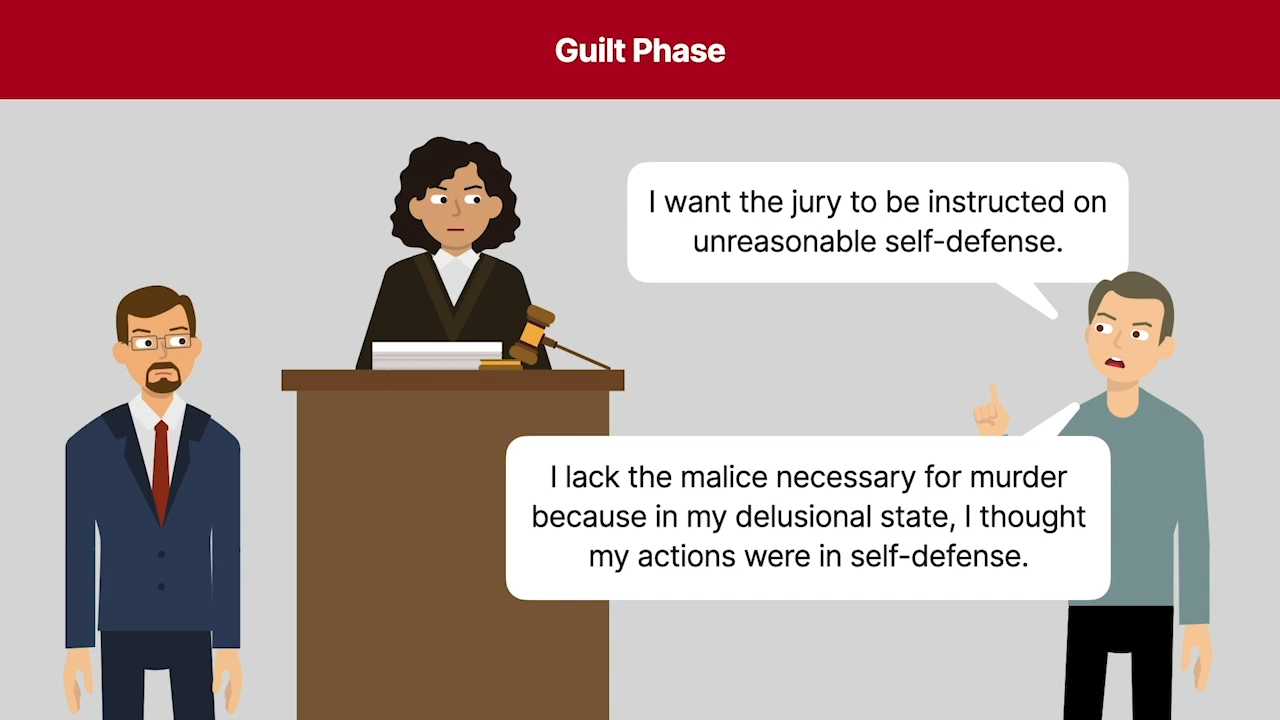 Guilt Phase
I want the jury to be instructed on
unreasonable self-defense.
I lack the malice necessary for murder
because in my delusional state, I thought
my actions were in self-defense.